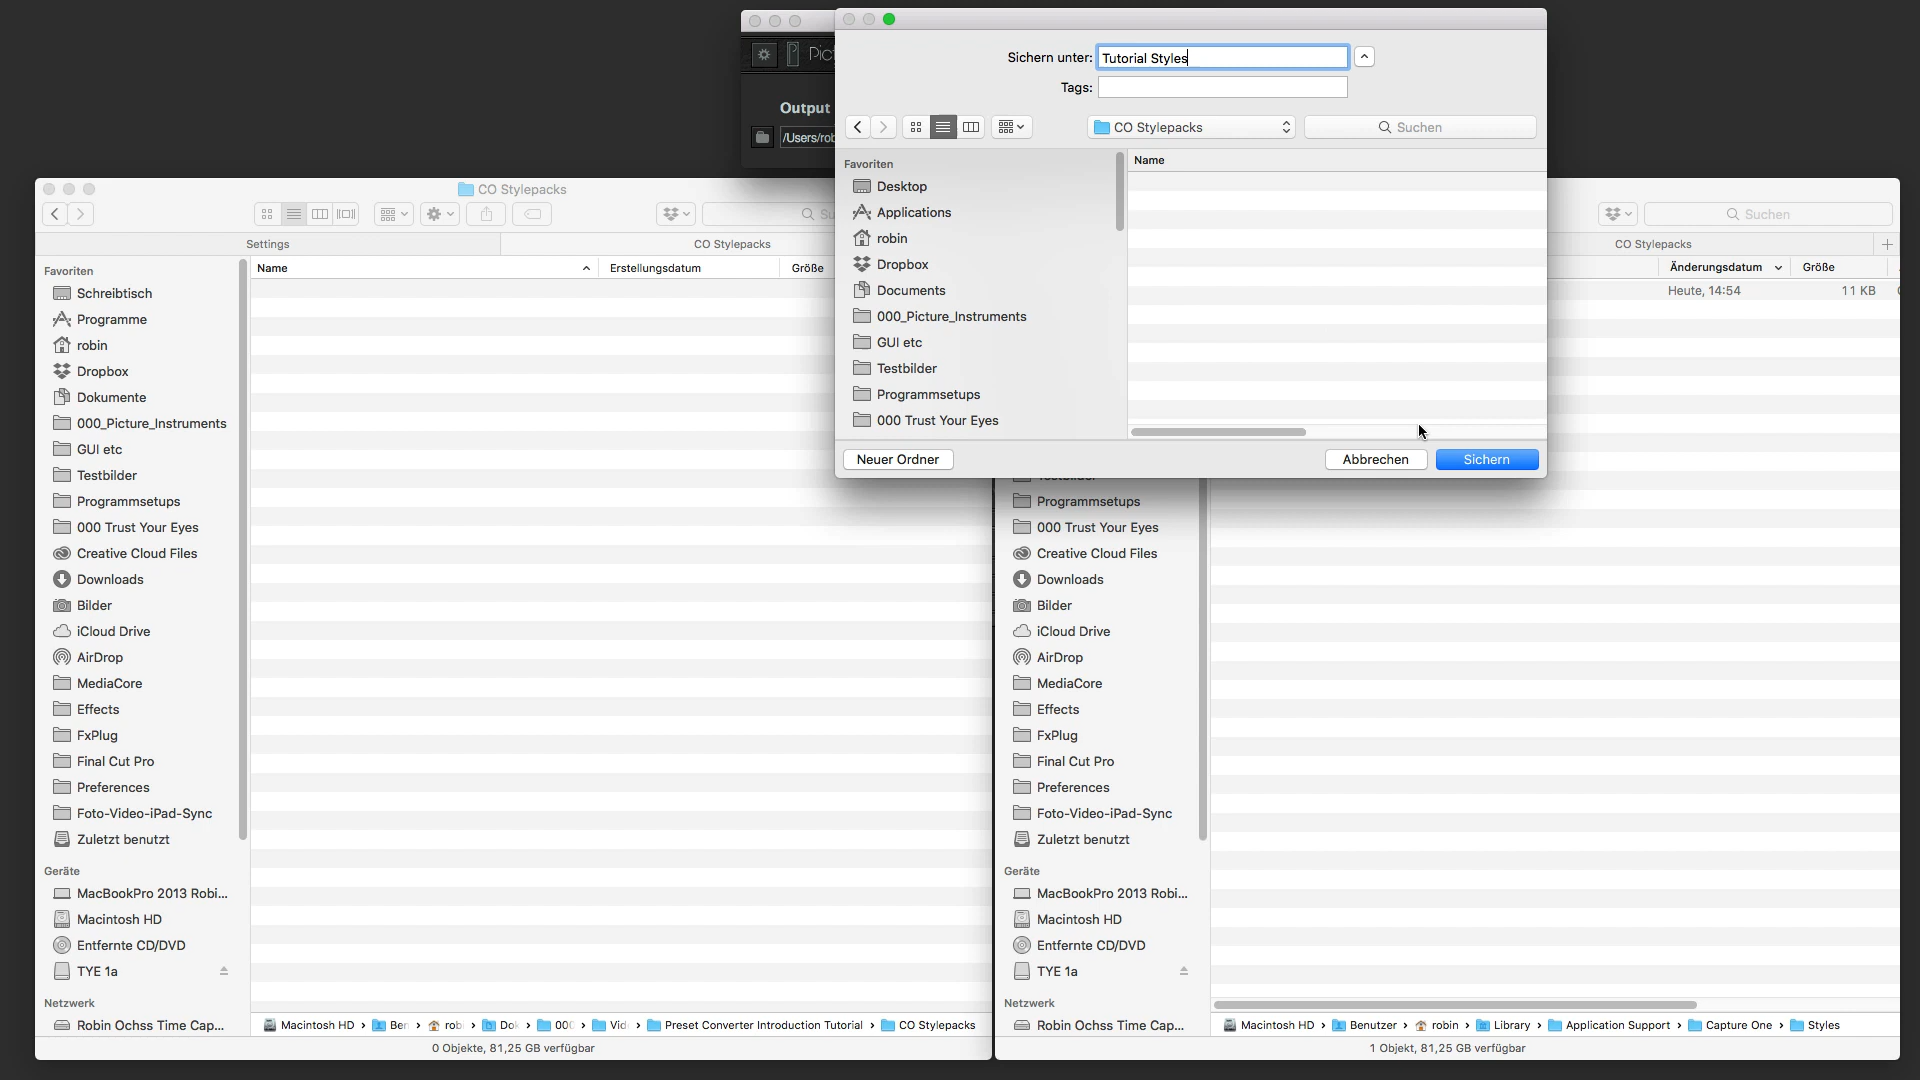 Sichern unter: Tutorial Styles
Tags:
CO Stylepacks
Suchen
Favoriten
Desktop
Applications
robin
Dropbox
Documents
000_Picture_Instruments
GUI etc
Testbilder
Programmsetups
000 Trust Your Eyes
Name
Neuer Ordner
Abbrechen
Sichern
Output
/Users/rob
CO Stylepacks
Settings
CO Stylepacks
Favoriten
Schreibtisch
Programme
robin
Dropbox
Dokumente
000_Picture_Instruments
GUI etc
Testbilder
Programmsetups
000 Trust Your Eyes
Creative Cloud Files
Downloads
Bilder
iCloud Drive
AirDrop
MediaCore
Effects
FxPlug
Final Cut Pro
Preferences
Foto-Video-iPad-Sync
Zuletzt benutzt
Geräte
MacBookPro 2013 Robi...
Macintosh HD
Entfernte CD/DVD
TYE 1a
Netzwerk
Robin Ochss Time Cap...
Name
Erstellungsdatum
Größe
Macintosh HD › Ben › rob › Dok › 00 › Vid › Preset Converter Introduction Tutorial › CO Stylepacks
0 Objekte, 81,25 GB verfügbar
Suchen
CO Stylepacks
Änderungsdatum
Größe
Heute, 14:54
11 KB
Programmsetups
000 Trust Your Eyes
Creative Cloud Files
Downloads
Bilder
iCloud Drive
AirDrop
MediaCore
Effects
FxPlug
Final Cut Pro
Preferences
Foto-Video-iPad-Sync
Zuletzt benutzt
Geräte
MacBookPro 2013 Robi...
Macintosh HD
Entfernte CD/DVD
TYE 1a
Netzwerk
Robin Ochss Time Cap...
Macintosh HD › Benutzer › robin › Library › Application Support › Capture One › Styles
1 Objekt, 81,25 GB verfügbar